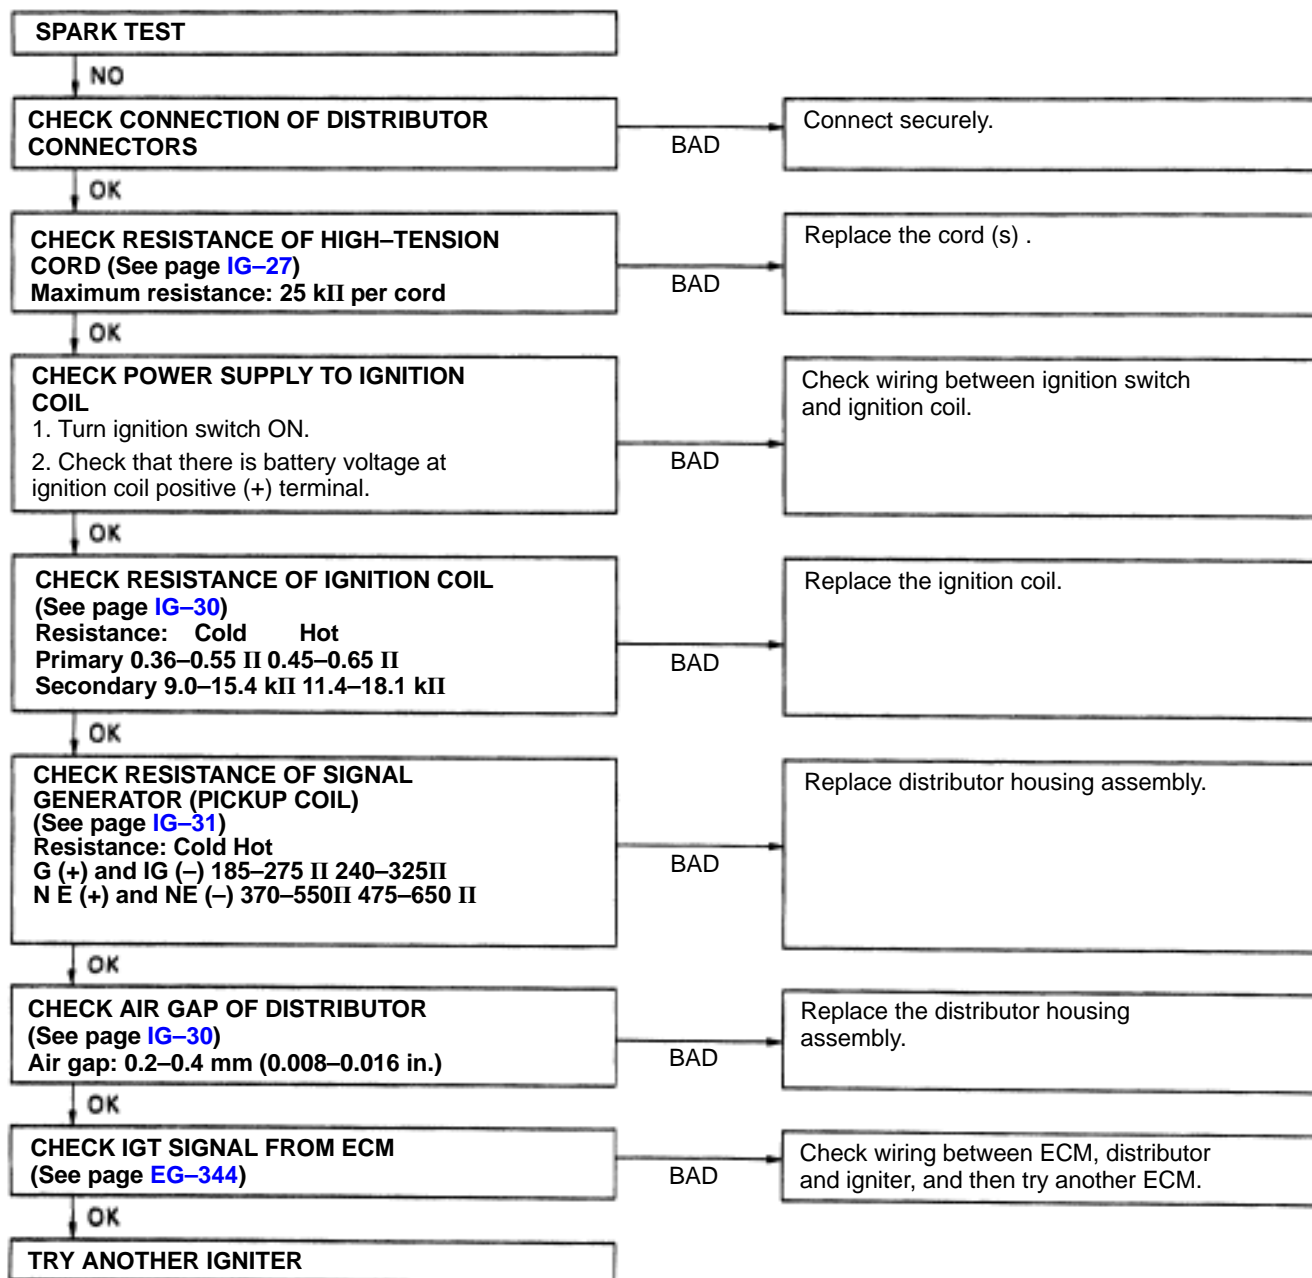 SPARK TEST
NO
CHECK CONNECTION OF DISTRIBUTOR
CONNECTORS
BAD
Connect securely.
OK
CHECK RESISTANCE OF HIGH–TENSION
CORD (See page IG–27)
Maximum resistance: 25 kΠ per cord
BAD
Replace the cord (s) .
OK
CHECK POWER SUPPLY TO IGNITION
COIL
1. Turn ignition switch ON.
2. Check that there is battery voltage at
ignition coil positive (+) terminal.
BAD
Check wiring between ignition switch
and ignition coil.
OK
CHECK RESISTANCE OF IGNITION COIL
(See page IG–30)
Resistance: Cold Hot
Primary 0.36–0.55 Π 0.45–0.65 Π
Secondary 9.0–15.4 kΠ 11.4–18.1 kΠ
BAD
Replace the ignition coil.
OK
CHECK RESISTANCE OF SIGNAL
GENERATOR (PICKUP COIL)
(See page IG–31)
Resistance: Cold Hot
G (+) and IG (–) 185–275 Π 240–325Π
N E (+) and NE (–) 370–550Π 475–650 Π
BAD
Replace distributor housing assembly.
OK
CHECK AIR GAP OF DISTRIBUTOR
(See page IG–30)
Air gap: 0.2–0.4 mm (0.008–0.016 in.)
BAD
Replace the distributor housing
assembly.
OK
CHECK IGT SIGNAL FROM ECM
(See page EG–344)
BAD
Check wiring between ECM, distributor
and igniter, and then try another ECM.
OK
TRY ANOTHER IGNITER